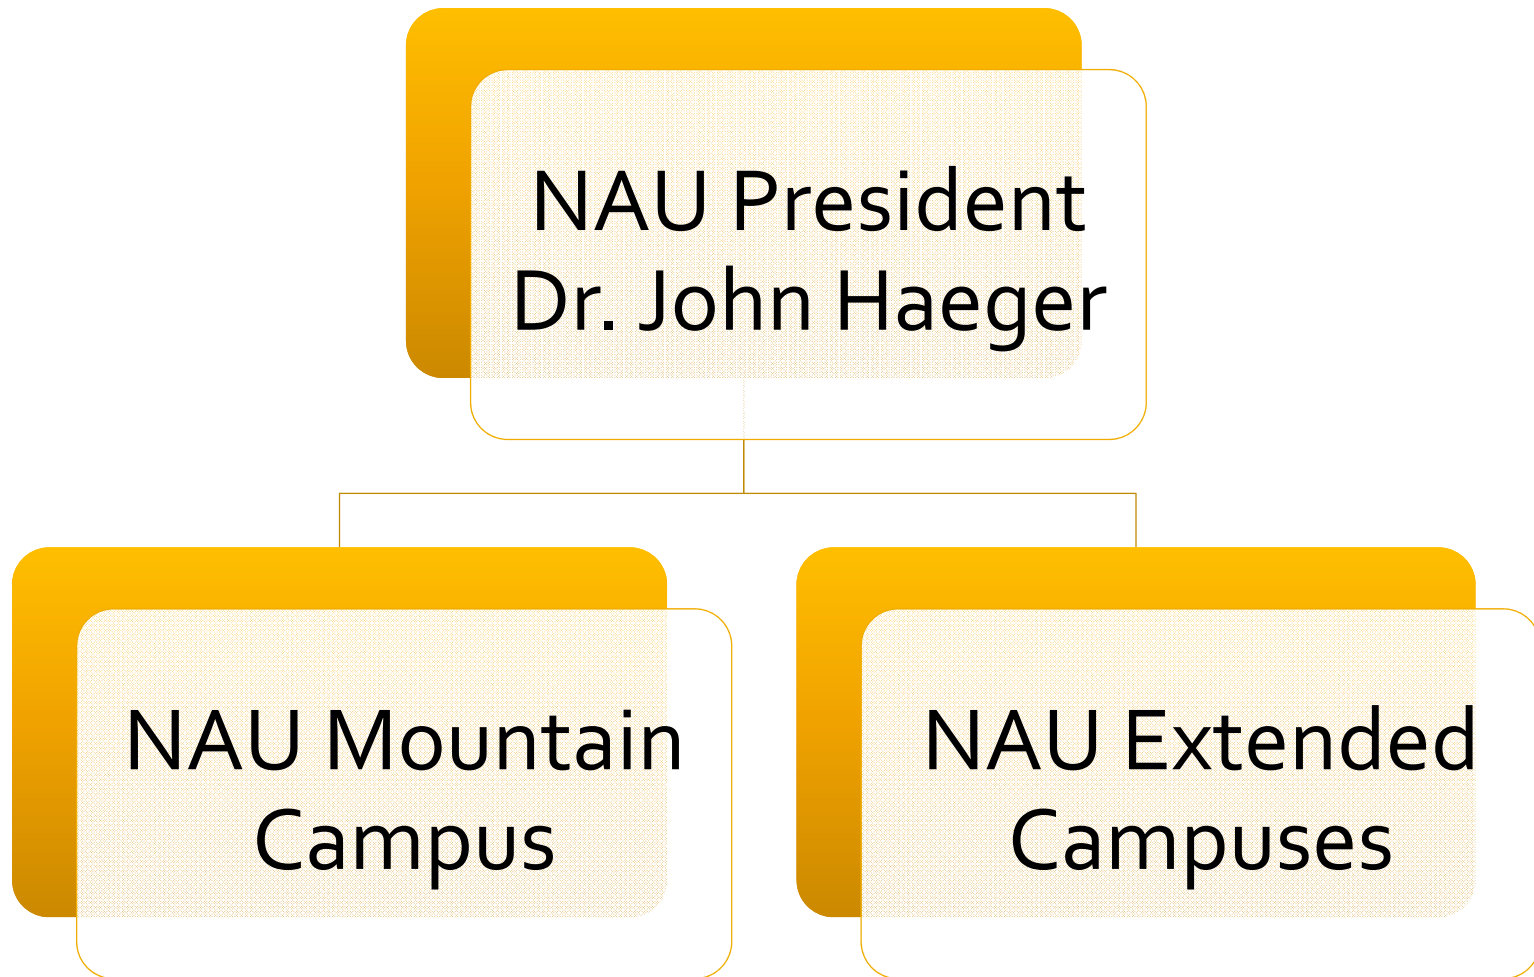 NAU President
Dr. John Haeger
NAU Mountain
Campus
NAU Extended
Campuses